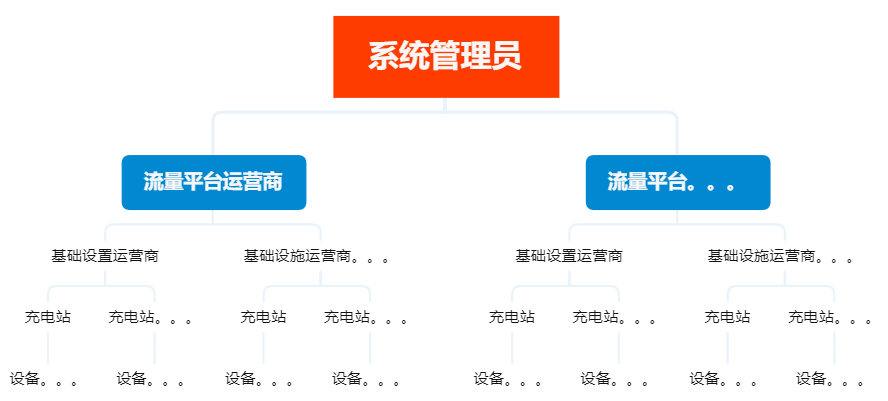 系统管理员
流量平台运营商
流量平台。。。
基础设置运营商
基础设施运营商。。。
基础设置运营商
基础设施运营商。。。
充电站
充电站。。。
充电站
充电站。。。
充电站
充电站。。。
充电站
充电站。。。
设备。。。
设备。。。
设备。。。
设备。。。
设备。。。
设备。。。
设备。。。
设备。。。